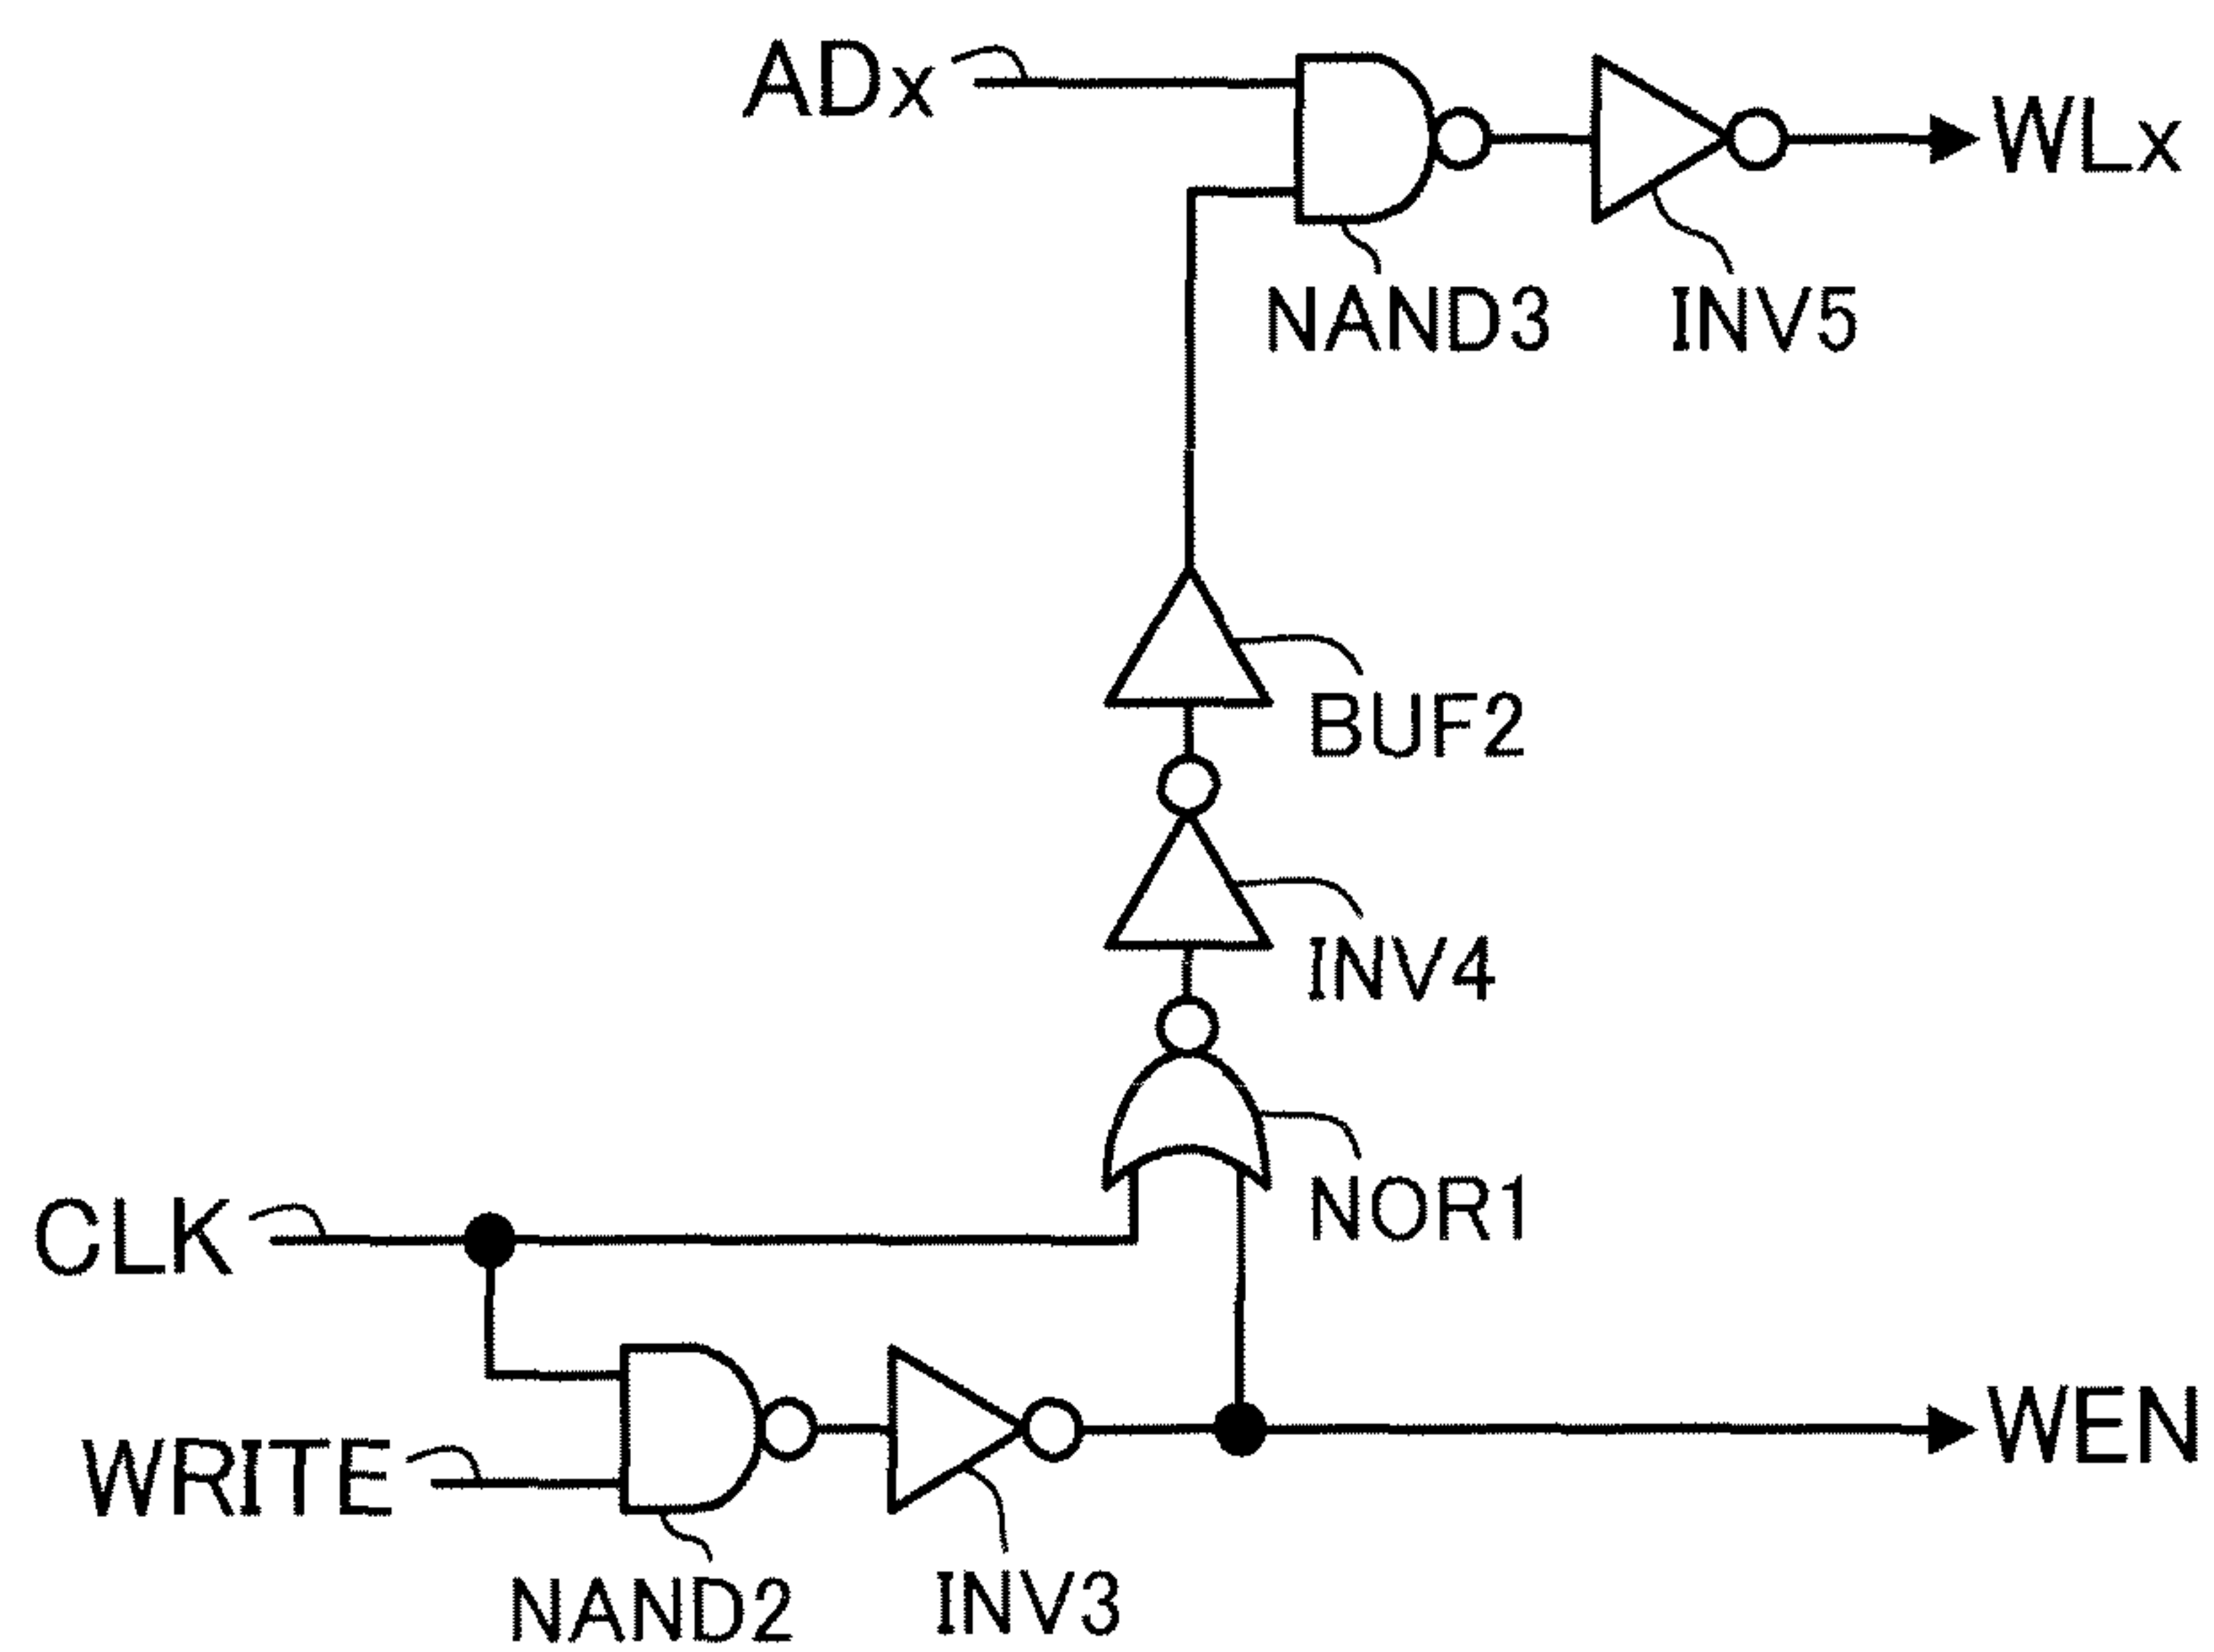 ADx
WLx
NAND3
INV5
BUF2
INV4
NOR1
CLK
WRITE
WEN
NAND2
INV3